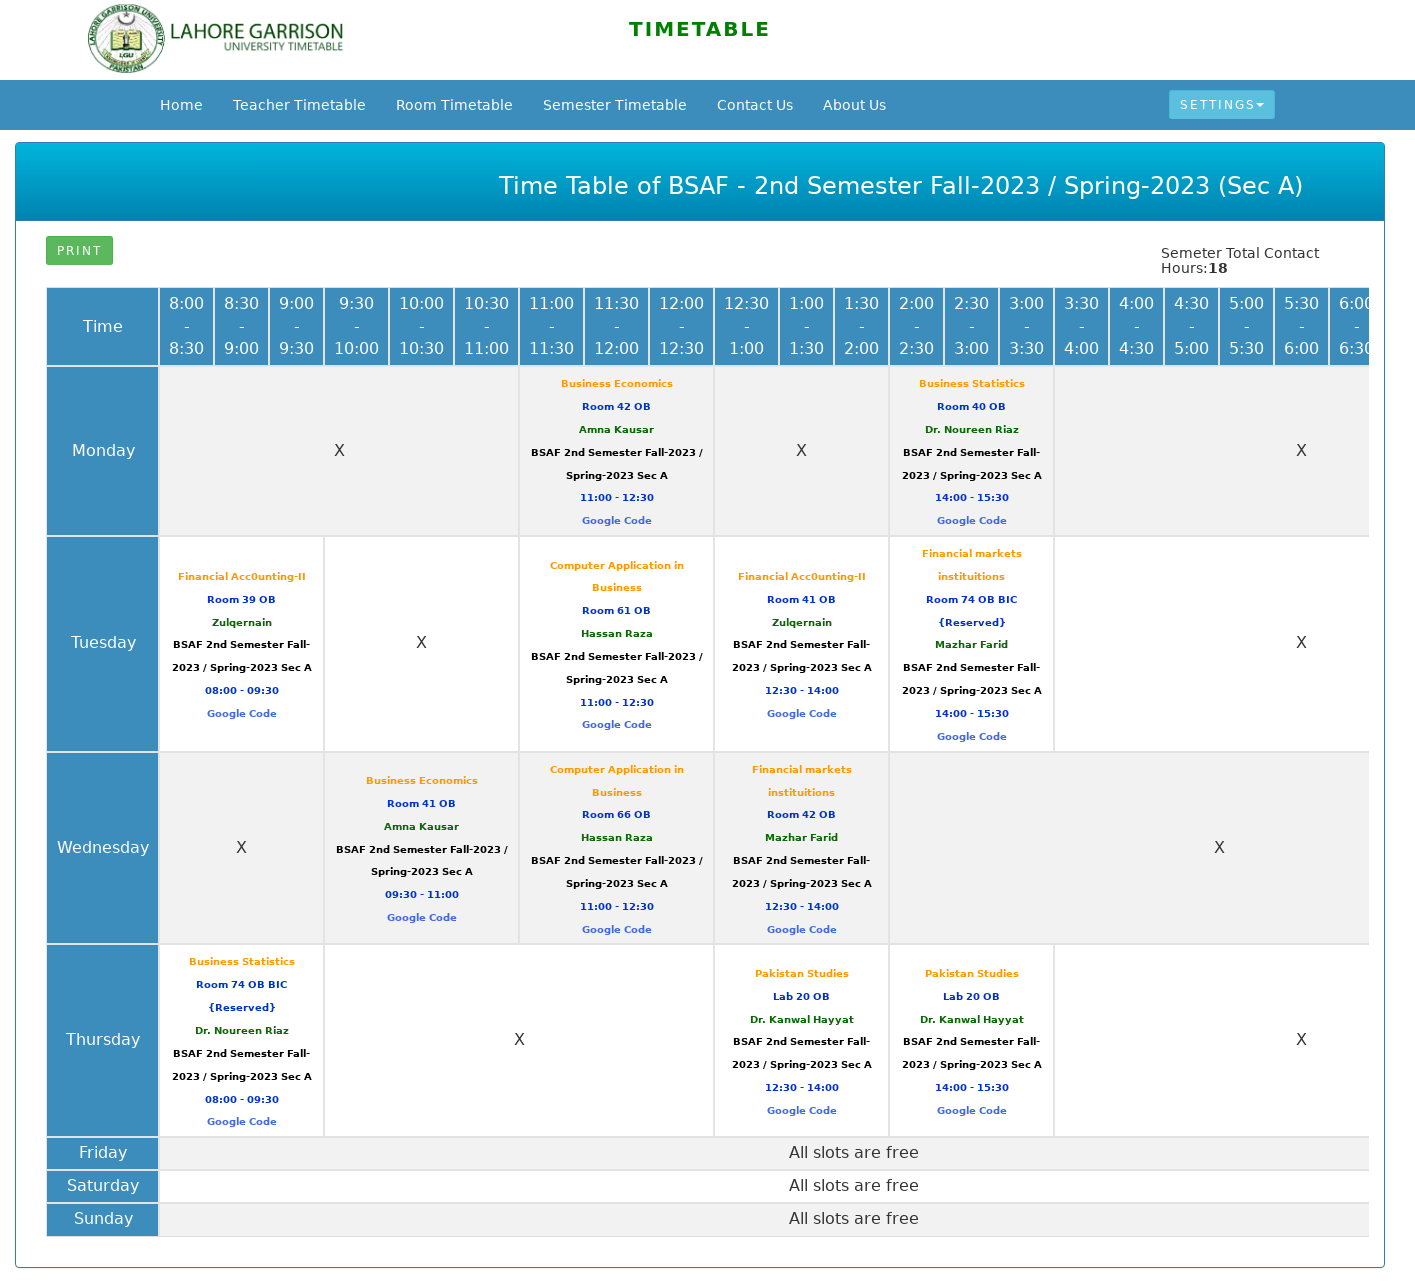 LAHORE GARRISON
UNIVERSITY TIMETABLE
TIMETABLE
LAHORE GARRISON UNIVERSITY
LGU
PAKISTAN
Home Teacher Timetable Room Timetable Semester Timetable Contact Us About Us SETTINGS
Time Table of BSAF - 2nd Semester Fall-2023 / Spring-2023 (Sec A)
PRINT
Semeter Total Contact
Hours:18
Time
8:00 - 8:30
8:30 - 9:00
9:00 - 9:30
9:30 - 10:00
10:00 - 10:30
10:30 - 11:00
11:00 - 11:30
11:30 - 12:00
12:00 - 12:30
12:30 - 1:00
1:00 - 1:30
1:30 - 2:00
2:00 - 2:30
2:30 - 3:00
3:00 - 3:30
3:30 - 4:00
4:00 - 4:30
4:30 - 5:00
5:00 - 5:30
5:30 - 6:00
6:00 - 6:30
Monday
X
Business Economics
Room 42 OB
Amna Kausar
BSAF 2nd Semester Fall-2023 /
Spring-2023 Sec A
11:00 - 12:30
Google Code
X
Business Statistics
Room 40 OB
Dr. Noureen Riaz
BSAF 2nd Semester Fall-
2023 / Spring-2023 Sec A
14:00 - 15:30
Google Code
X
Tuesday
Financial Acc0unting-II
Room 39 OB
Zulqernain
BSAF 2nd Semester Fall-
2023 / Spring-2023 Sec A
08:00 - 09:30
Google Code
X
Computer Application in
Business
Room 61 OB
Hassan Raza
BSAF 2nd Semester Fall-2023 /
Spring-2023 Sec A
11:00 - 12:30
Google Code
Financial Acc0unting-II
Room 41 OB
Zulqernain
BSAF 2nd Semester Fall-
2023 / Spring-2023 Sec A
12:30 - 14:00
Google Code
Financial markets
instituitions
Room 74 OB BIC
{Reserved}
Mazhar Farid
BSAF 2nd Semester Fall-
2023 / Spring-2023 Sec A
14:00 - 15:30
Google Code
X
Wednesday
X
Business Economics
Room 41 OB
Amna Kausar
BSAF 2nd Semester Fall-2023 /
Spring-2023 Sec A
09:30 - 11:00
Google Code
Computer Application in
Business
Room 66 OB
Hassan Raza
BSAF 2nd Semester Fall-2023 /
Spring-2023 Sec A
11:00 - 12:30
Google Code
Financial markets
instituitions
Room 42 OB
Mazhar Farid
BSAF 2nd Semester Fall-
2023 / Spring-2023 Sec A
12:30 - 14:00
Google Code
X
Thursday
Business Statistics
Room 74 OB BIC
{Reserved}
Dr. Noureen Riaz
BSAF 2nd Semester Fall-
2023 / Spring-2023 Sec A
08:00 - 09:30
Google Code
X
Pakistan Studies
Lab 20 OB
Dr. Kanwal Hayyat
BSAF 2nd Semester Fall-
2023 / Spring-2023 Sec A
12:30 - 14:00
Google Code
Pakistan Studies
Lab 20 OB
Dr. Kanwal Hayyat
BSAF 2nd Semester Fall-
2023 / Spring-2023 Sec A
14:00 - 15:30
Google Code
X
Friday
All slots are free
Saturday
All slots are free
Sunday
All slots are free